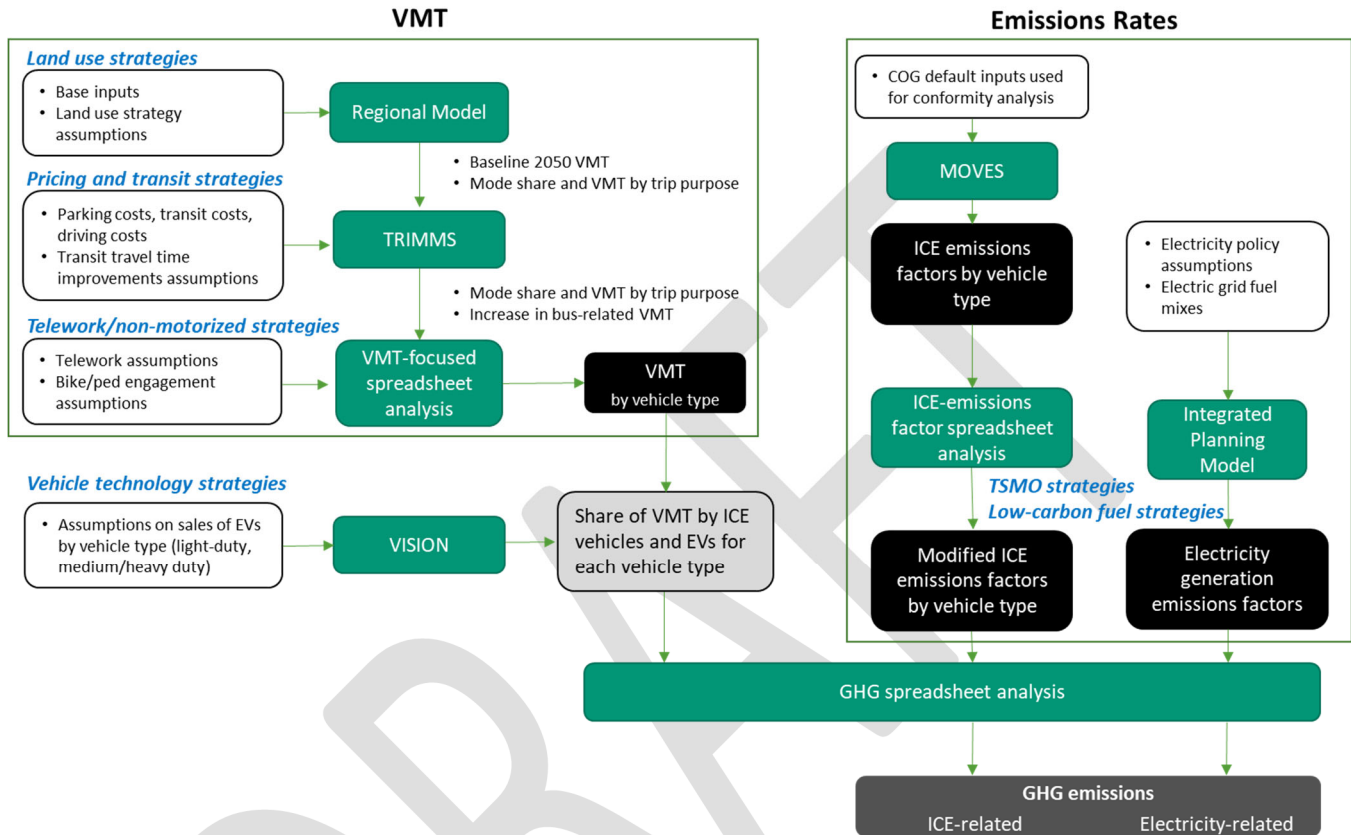 VMT
Land use strategies
• Base inputs
• Land use strategy
assumptions
Regional Model
• Baseline 2050 VMT
• Mode share and VMT by trip purpose
Pricing and transit strategies
• Parking costs, transit costs,
driving costs
• Transit travel time
improvements assumptions
TRIMMS
• Mode share and VMT by trip purpose
• Increase in bus-related VMT
Telework/non-motorized strategies
• Telework assumptions
• Bike/ped engagement
assumptions
VMT-focused
spreadsheet
analysis
VMT
by vehicle type
Vehicle technology strategies
• Assumptions on sales of EVs
by vehicle type (light-duty,
medium/heavy duty)
VISION
Share of VMT by ICE
vehicles and EVs for
each vehicle type
Emissions Rates
• COG default inputs used
for conformity analysis
MOVES
ICE emissions
factors by vehicle
type
• Electricity policy
assumptions
• Electric grid fuel
mixes
ICE-emissions
factor spreadsheet
analysis
Integrated
Planning
Model
TSMO strategies
Low-carbon fuel strategies
Modified ICE
emissions factors
by vehicle type
Electricity
generation
emissions factors
GHG spreadsheet analysis
GHG emissions
ICE-related
Electricity-related
DRAFT